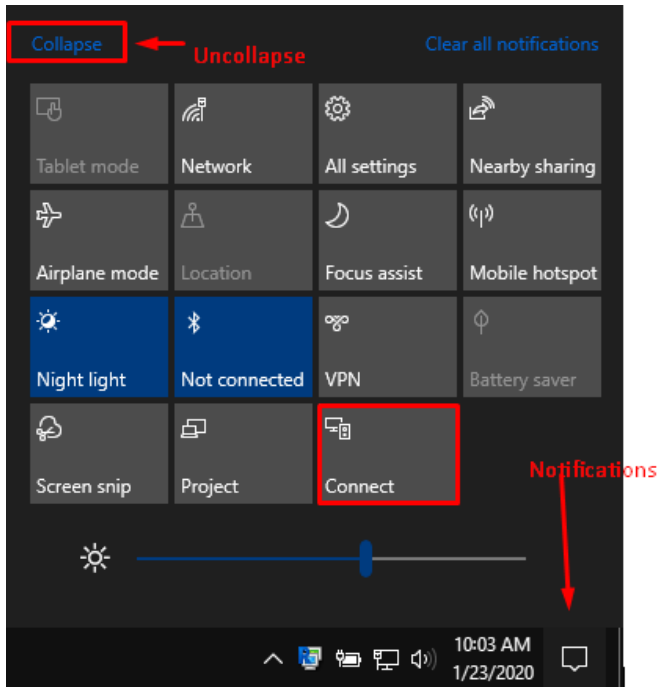 Collapse
Uncollapse
Clear all notifications
Tablet mode
Network
All settings
Nearby sharing
Airplane mode
Location
Focus assist
Mobile hotspot
Night light
Not connected
VPN
Battery saver
Screen snip
Project
Connect
Notifications
10:03 AM
1/23/2020